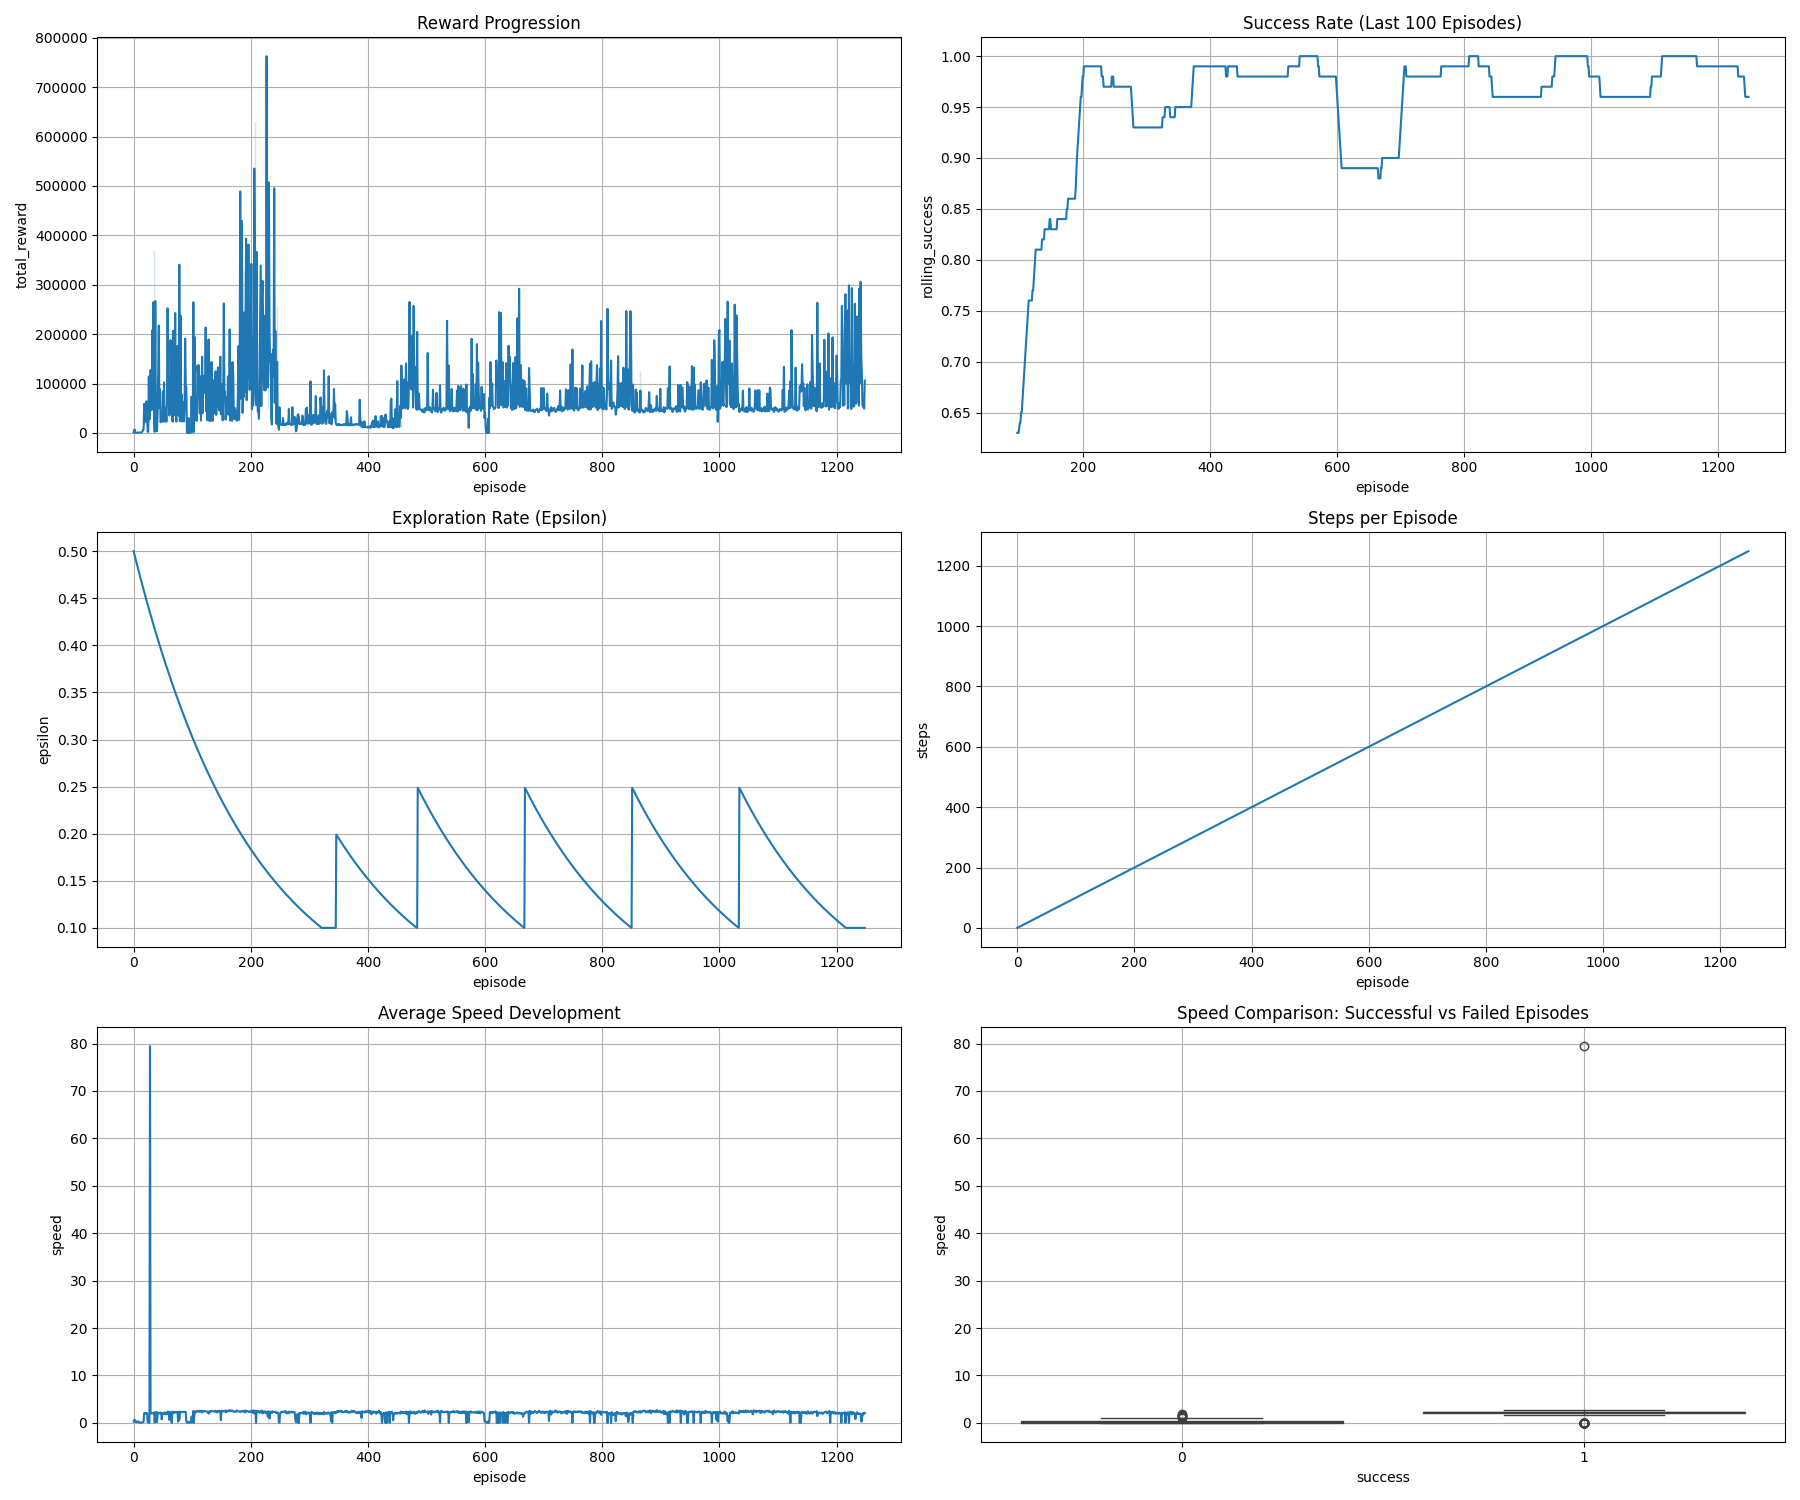 Reward Progression
800000
700000
600000
500000
400000
300000
200000
100000
0
total_reward
0 200 400 600 800 1000 1200
episode
Success Rate (Last 100 Episodes)
1.00
0.95
0.90
0.85
0.80
0.75
0.70
0.65
rolling_success
200 400 600 800 1000 1200
episode
Exploration Rate (Epsilon)
0.50
0.45
0.40
0.35
0.30
0.25
0.20
0.15
0.10
epsilon
0 200 400 600 800 1000 1200
episode
Steps per Episode
1200
1000
800
600
400
200
0
steps
0 200 400 600 800 1000 1200
episode
Average Speed Development
80
70
60
50
40
30
20
10
0
speed
0 200 400 600 800 1000 1200
episode
Speed Comparison: Successful vs Failed Episodes
80
70
60
50
40
30
20
10
0
speed
0 1
success